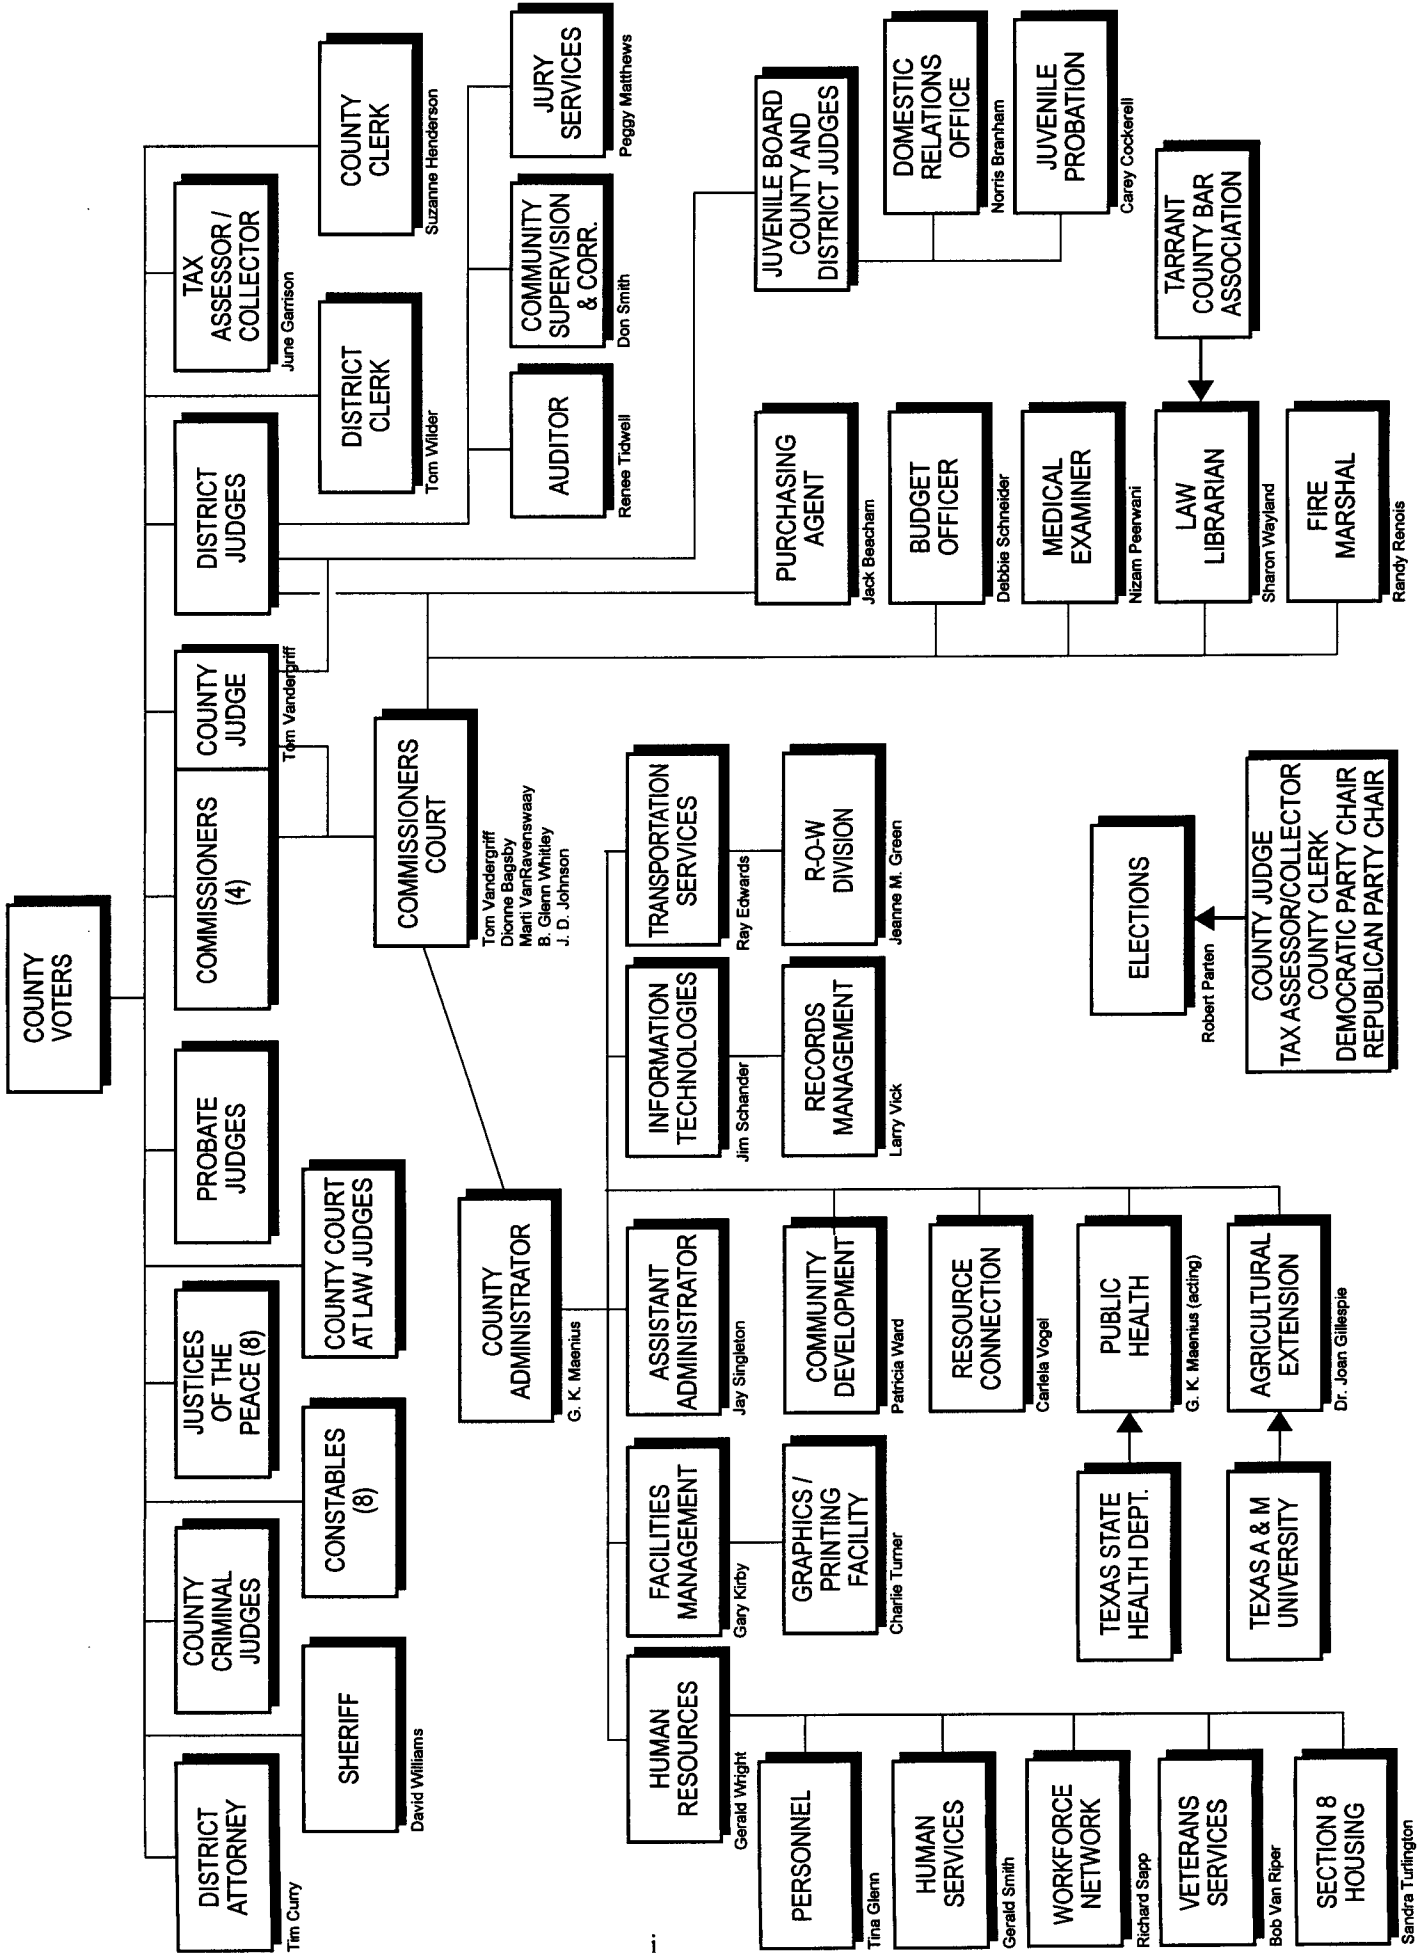 COUNTY
VOTERS
DISTRICT
ATTORNEY
Tim Curry
COUNTY
CRIMINAL
JUDGES
JUSTICES
OF THE
PEACE (8)
PROBATE
JUDGES
COMMISSIONERS
(4)
COUNTY
JUDGE
Tom Vandergriff
DISTRICT
JUDGES
TAX
ASSESSOR /
COLLECTOR
June Garrison
SHERIFF
David Williams
CONSTABLES
(8)
COUNTY COURT
AT LAW JUDGES
DISTRICT
CLERK
Tom Wilder
COUNTY
CLERK
Suzanne Henderson
COMMISSIONERS
COURT
Tom Vandergriff
Dionne Bagsby
Marti VanRavenswaay
B. Glenn Whitley
J. D. Johnson
COUNTY
ADMINISTRATOR
G. K. Maenius
AUDITOR
Renee Tidwell
COMMUNITY
SUPERVISION
& CORR.
Don Smith
JURY
SERVICES
Peggy Matthews
HUMAN
RESOURCES
Gerald Wright
FACILITIES
MANAGEMENT
Gary Kirby
ASSISTANT
ADMINISTRATOR
Jay Singleton
INFORMATION
TECHNOLOGIES
Jim Schander
TRANSPORTATION
SERVICES
Ray Edwards
PERSONNEL
Tina Glenn
HUMAN
SERVICES
Gerald Smith
WORKFORCE
NETWORK
Richard Sapp
VETERANS
SERVICES
Bob Van Riper
SECTION 8
HOUSING
Sandra Turlington
GRAPHICS /
PRINTING
FACILITY
Charlie Turner
COMMUNITY
DEVELOPMENT
Patricia Ward
RESOURCE
CONNECTION
Carlela Vogel
TEXAS STATE
HEALTH DEPT.
PUBLIC
HEALTH
G. K. Maenius (acting)
TEXAS A & M
UNIVERSITY
AGRICULTURAL
EXTENSION
Dr. Joan Gillespie
RECORDS
MANAGEMENT
Larry Vick
R-O-W
DIVISION
Jeanne M. Green
PURCHASING
AGENT
Jack Beacham
BUDGET
OFFICER
Debbie Schneider
MEDICAL
EXAMINER
Nizam Peerwani
LAW
LIBRARIAN
Sharon Wayland
FIRE
MARSHAL
Randy Renois
JUVENILE BOARD
COUNTY AND
DISTRICT JUDGES
DOMESTIC
RELATIONS
OFFICE
Norris Branham
JUVENILE
PROBATION
Carey Cockerell
TARRANT
COUNTY BAR
ASSOCIATION
ELECTIONS
Robert Parten
COUNTY JUDGE
TAX ASSESSOR/COLLECTOR
COUNTY CLERK
DEMOCRATIC PARTY CHAIR
REPUBLICAN PARTY CHAIR
i